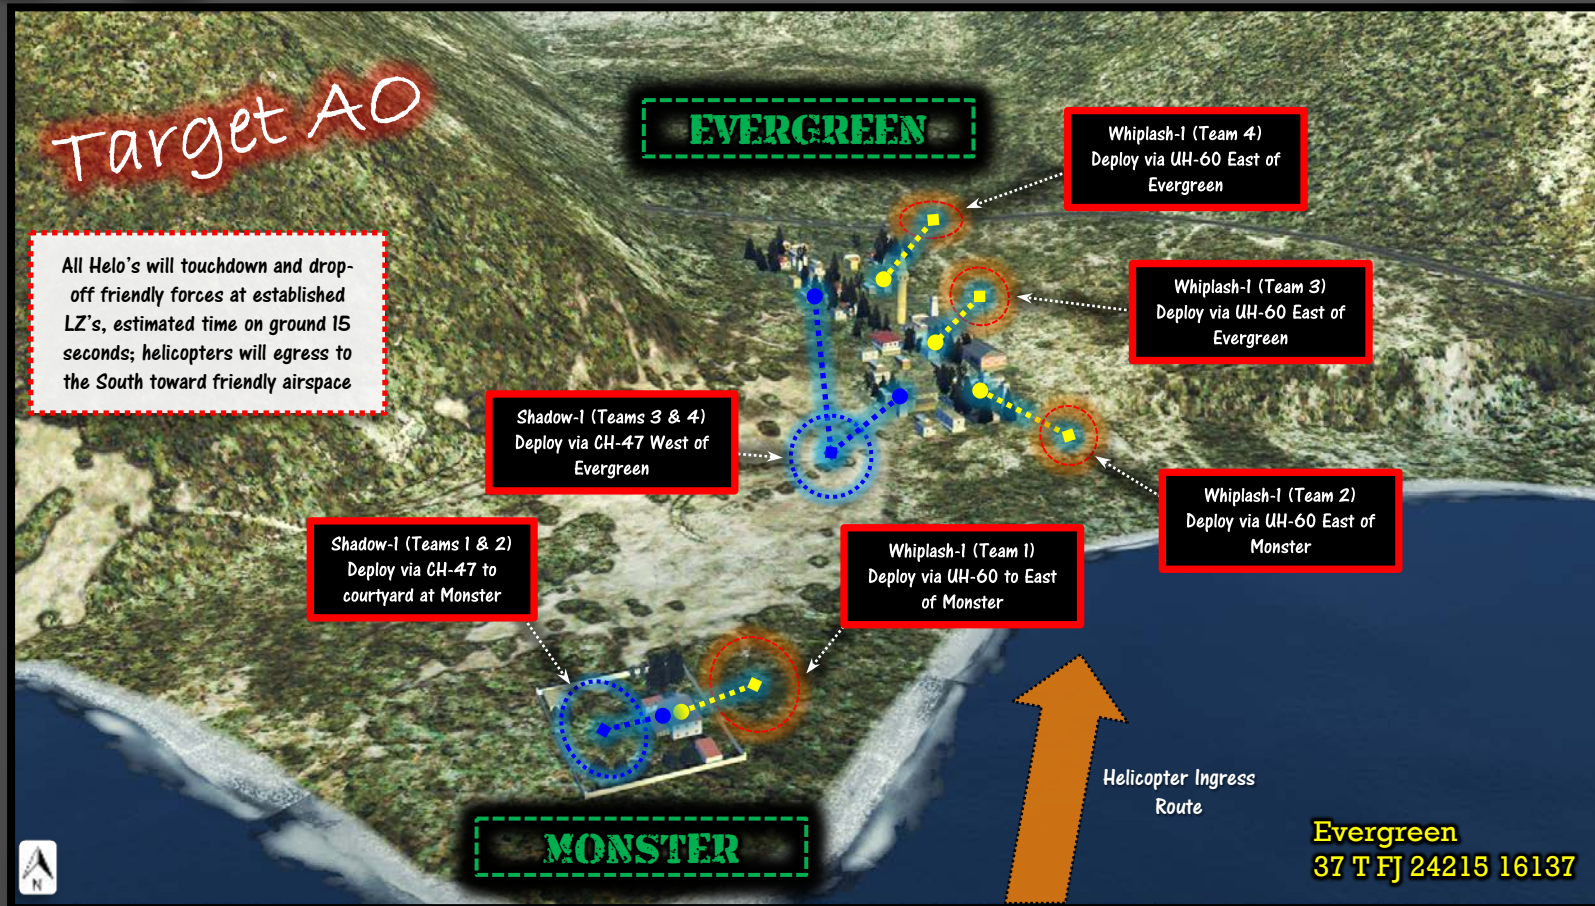 Target AO
EVERGREEN
Whiplash-1 (Team 4)
Deploy via UH-60 East of
Evergreen
All Helo's will touchdown and drop-
off friendly forces at established
LZ's, estimated time on ground 15
seconds; helicopters will egress to
the South toward friendly airspace
Whiplash-1 (Team 3)
Deploy via UH-60 East of
Evergreen
Shadow-1 (Teams 3 & 4)
Deploy via CH-47 West of
Evergreen
Whiplash-1 (Team 2)
Deploy via UH-60 East of
Monster
Shadow-1 (Teams 1 & 2)
Deploy via CH-47 to
courtyard at Monster
Whiplash-1 (Team 1)
Deploy via UH-60 to East
of Monster
Helicopter Ingress
Route
MONSTER
Evergreen
37 T FJ 24215 16137
N